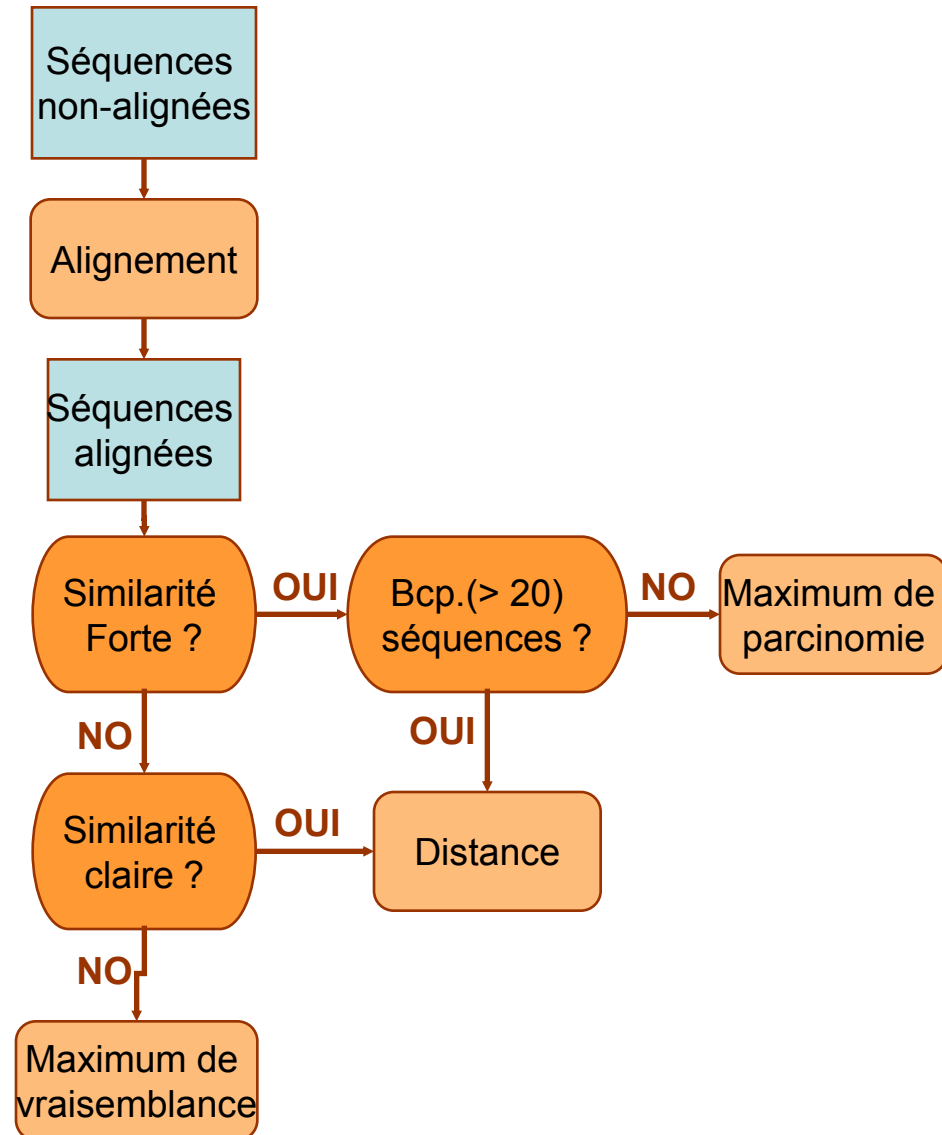 Séquences
non-alignées
Alignement
Séquences
alignées
Similarité
Forte ?
OUI
Bcp.(> 20)
séquences ?
NO
Maximum de
parcinomie
NO
OUI
Similarité
claire ?
OUI
Distance
NO
Maximum de
vraisemblance